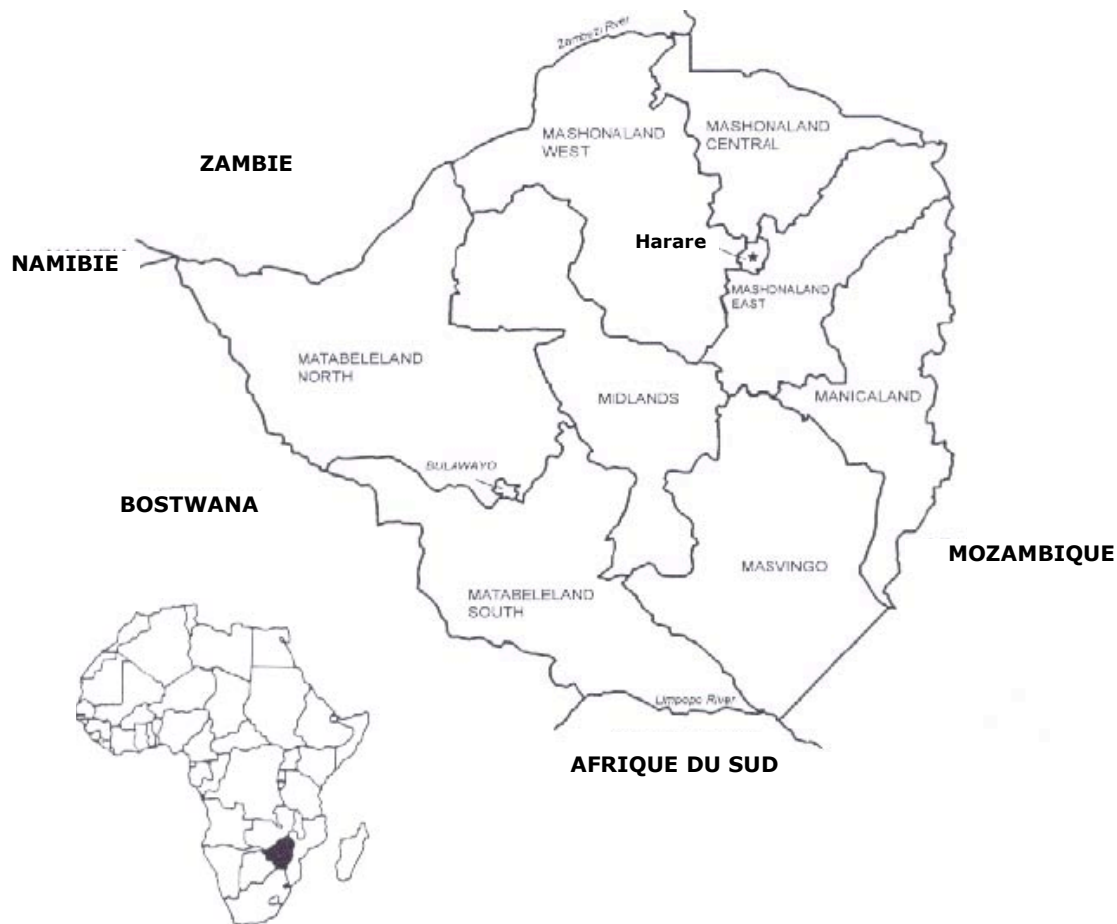 Zambezi River
MASHONALAND
WEST
MASHONALAND
CENTRAL
ZAMBIE
Harare
NAMIBIE
MASHONALAND
EAST
MATABELELAND
NORTH
MIDLANDS
MANICALAND
BULAWAYO
BOSTWANA
MOZAMBIQUE
MASVINGO
MATABELELAND
SOUTH
Limpopo River
AFRIQUE DU SUD